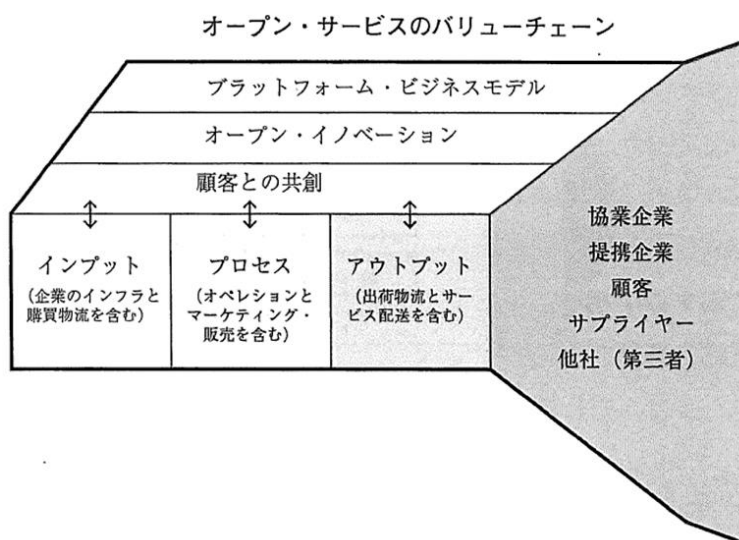 オープン・サービスのバリューチェーン
プラットフォーム・ビジネスモデル
オープン・イノベーション
顧客との共創
インプット
(企業のインフラと
購買物流を含む)
プロセス
(オペレションと
マーケティング・
販売を含む)
アウトプット
(出荷物流とサー
ビス配送を含む)
協業企業
提携企業
顧客
サプライヤー
他社(第三者)